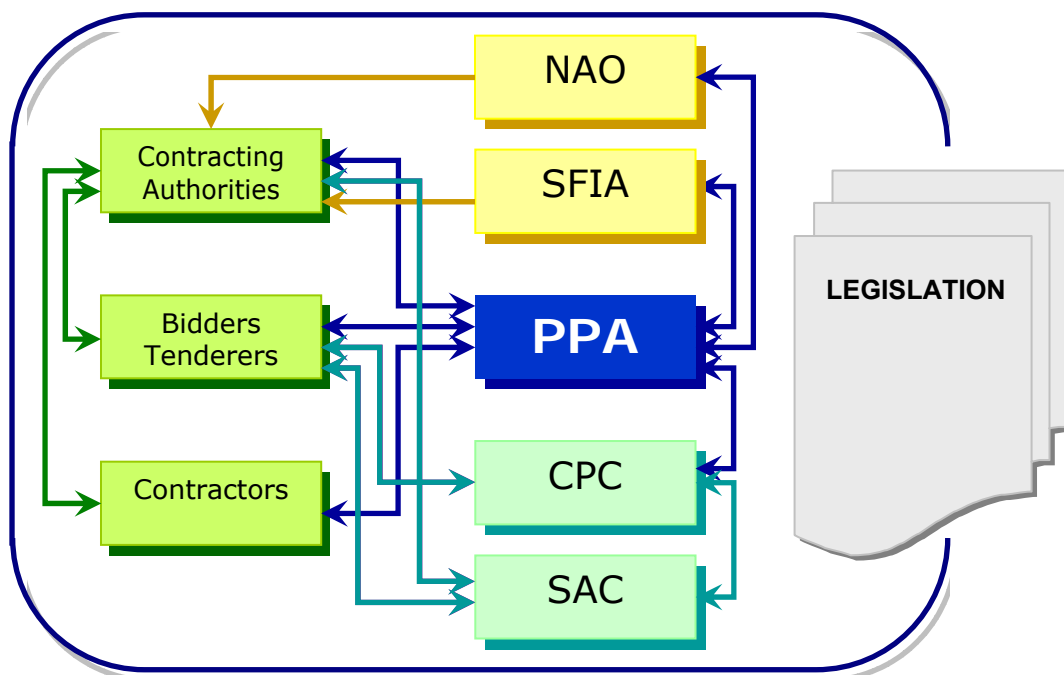 NAO
Contracting
Authorities
SFIA
LEGISLATION
Bidders
Tenderers
PPA
Contractors
CPC
SAC